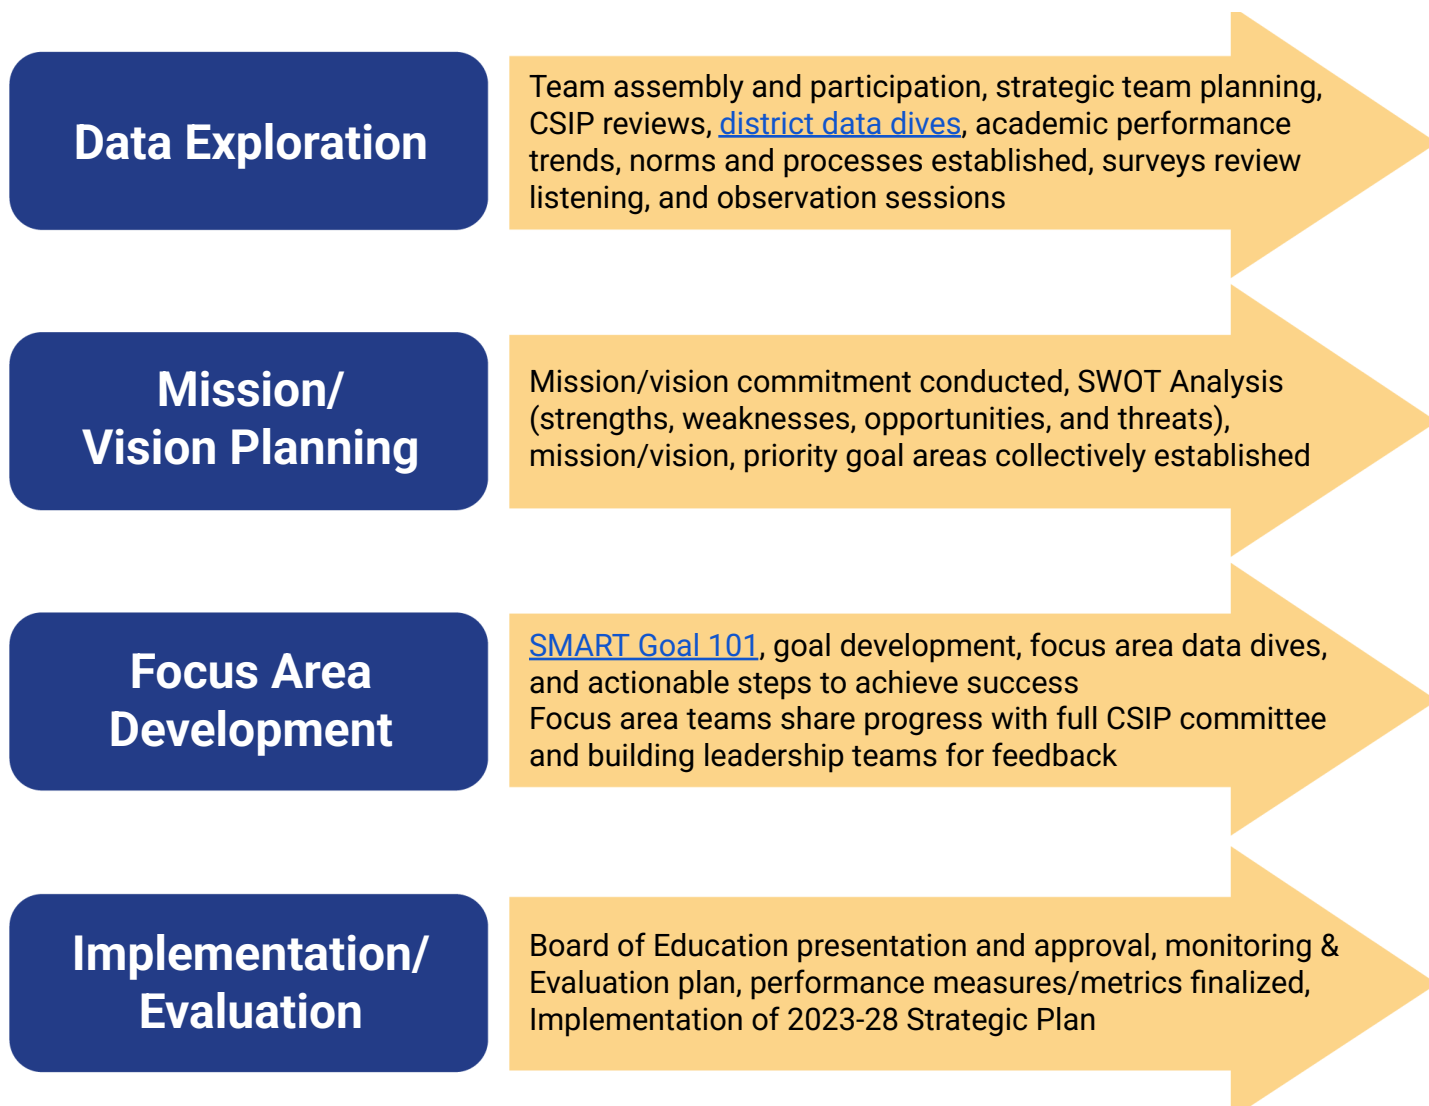 Data Exploration
Team assembly and participation, strategic team planning,
CSIP reviews, district data dives, academic performance
trends, norms and processes established, surveys review
listening, and observation sessions
Mission/
Vision Planning
Mission/vision commitment conducted, SWOT Analysis
(strengths, weaknesses, opportunities, and threats),
mission/vision, priority goal areas collectively established
Focus Area
Development
SMART Goal 101, goal development, focus area data dives,
and actionable steps to achieve success
Focus area teams share progress with full CSIP committee
and building leadership teams for feedback
Implementation/
Evaluation
Board of Education presentation and approval, monitoring &
Evaluation plan, performance measures/metrics finalized,
Implementation of 2023-28 Strategic Plan